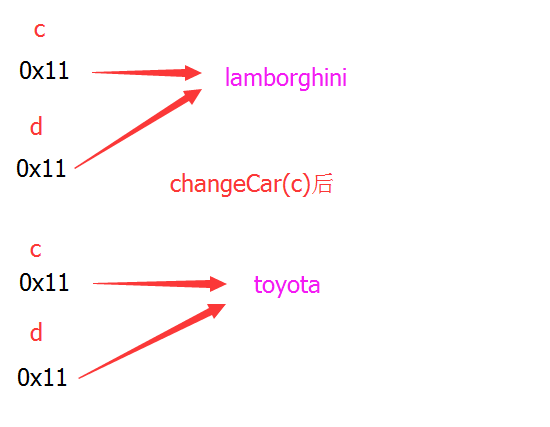 c
0x11
lamborghini
d
0x11
changeCar(c)后
c
0x11
toyota
d
0x11